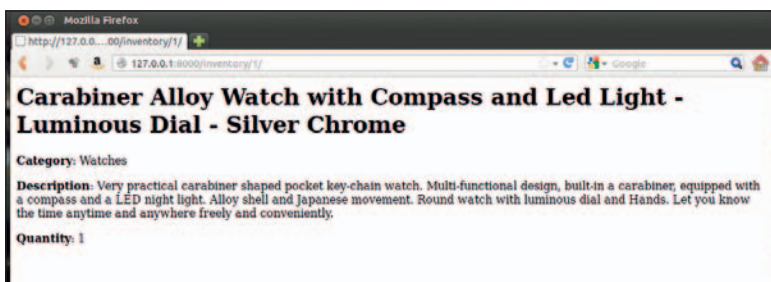 Mozilla Firefox
http://127.0.0....00/inventory/1/
127.0.0.1:8000/inventory/1/
Google
Carabiner Alloy Watch with Compass and Led Light -
Luminous Dial - Silver Chrome
Category: Watches
Description: Very practical carabiner shaped pocket key-chain watch. Multi-functional design, built-in a carabiner, equipped with
a compass and a LED night light. Alloy shell and Japanese movement. Round watch with luminous dial and Hands. Let you know
the time anytime and anywhere freely and conveniently.
Quantity: 1